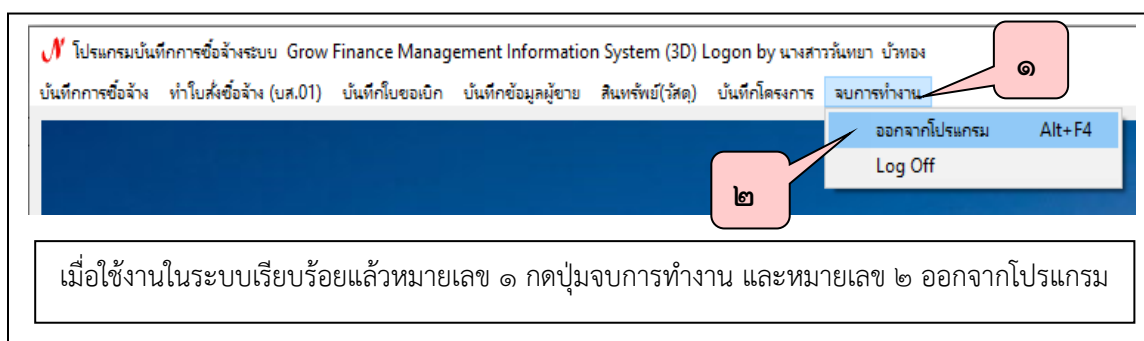 โปรแกรมบันทึกการซื้อจ้างระบบ Grow Finance Management Information System (3D) Logon by นางสาววันทยา บัวทอง
๑
บันทึกการซื้อจ้าง ทำใบสั่งซื้อจ้าง (บส.01) บันทึกใบขอเบิก บันทึกข้อมูลผู้ขาย สินทรัพย์(วัสดุ) บันทึกโครงการ จบการทำงาน
ออกจากโปรแกรม Alt+F4
Log Off
๒
เมื่อใช้งานในระบบเรียบร้อยแล้วหมายเลข ๑ กดปุ่มจบการทำงาน และหมายเลข ๒ ออกจากโปรแกรม